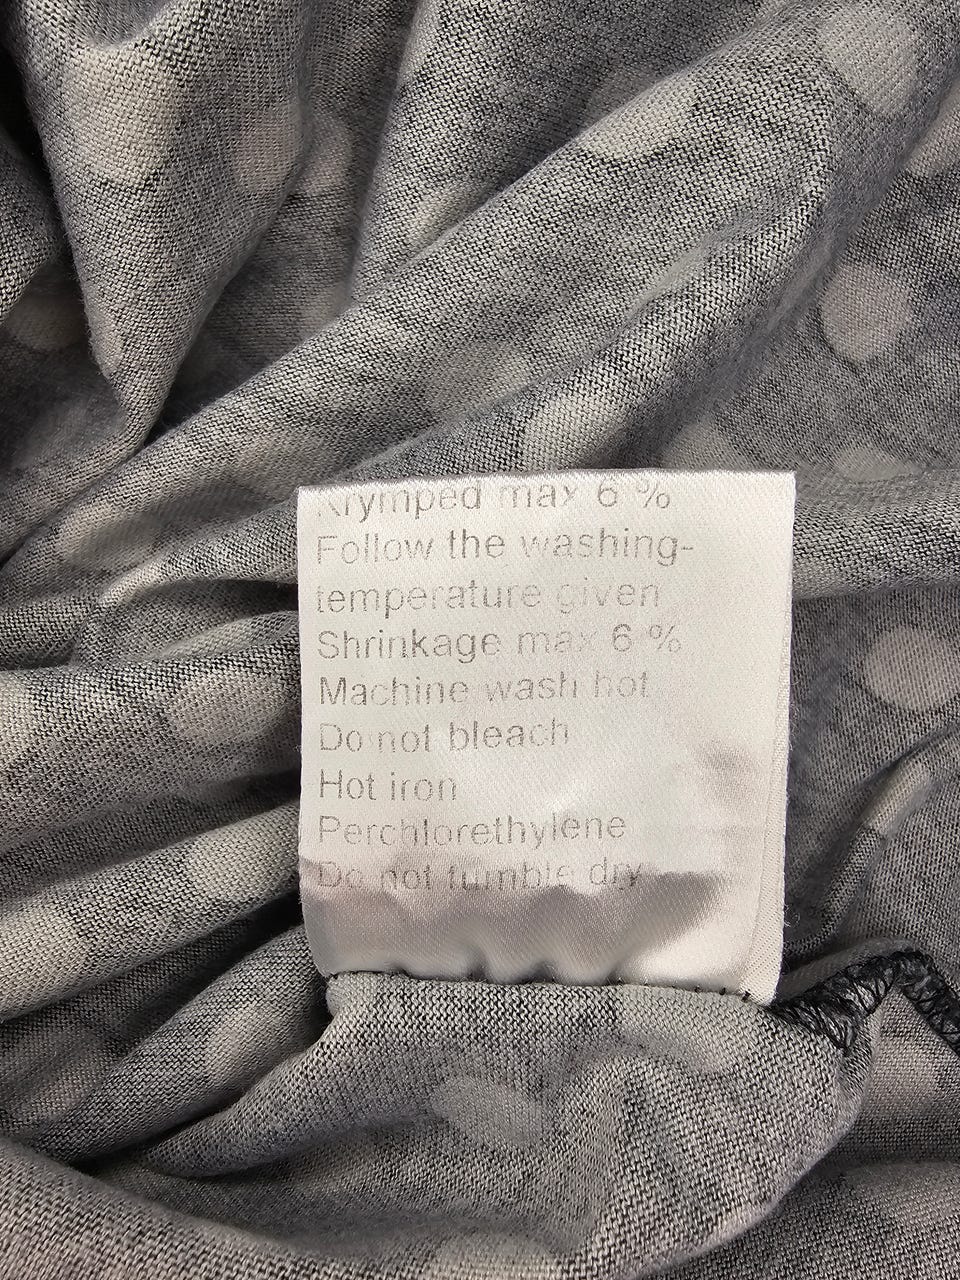 Krymped max 6 %
Follow the washing-
temperature given
Shrinkage max 6 %
Machine wash hot
Do not bleach
Hot iron
Perchlorethylene
Do not tumble dry